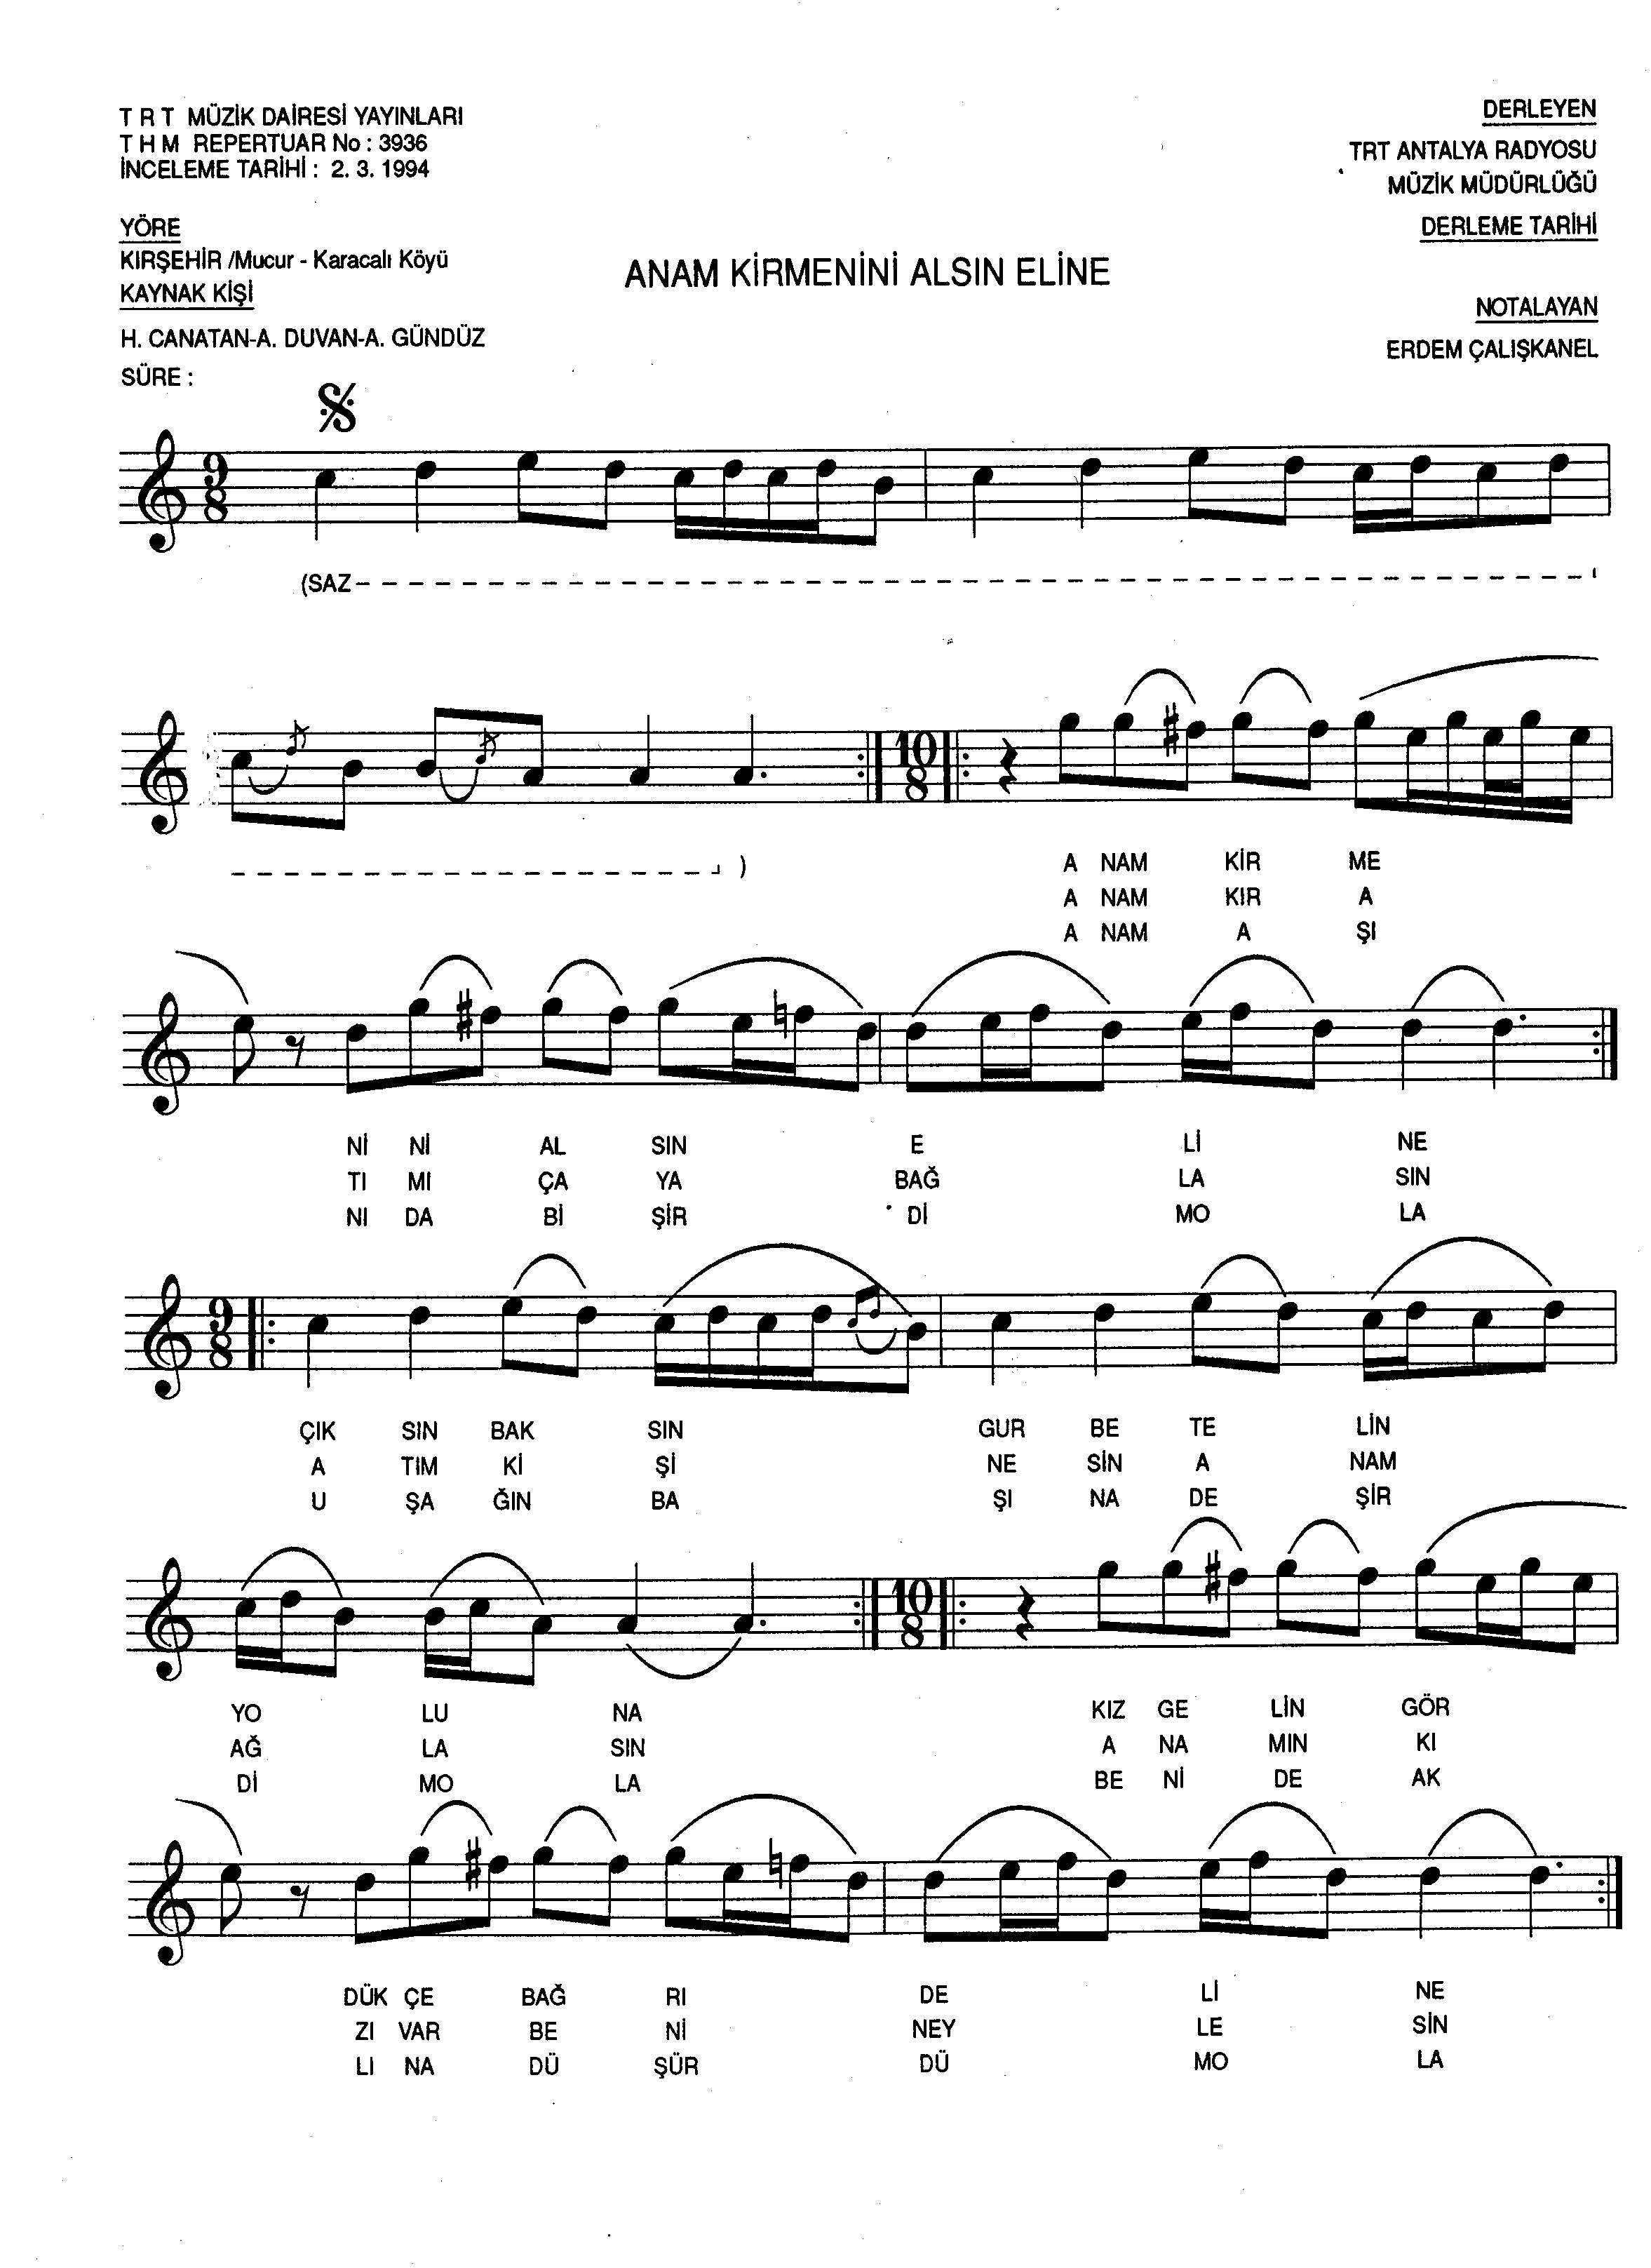 T R T MÜZİK DAİRESİ YAYINLARI
T H M REPERTUAR No : 3936
İNCELEME TARİHİ : 2. 3. 1994
DERLEYEN
TRT ANTALYA RADYOSU
MÜZİK MÜDÜRLÜĞÜ
YÖRE
KIRŞEHİR /Mucur - Karacalı Köyü
KAYNAK KİŞİ
H. CANATAN-A. DUVAN-A. GÜNDÜZ
SÜRE :
ANAM KİRMENİNİ ALSIN ELİNE
DERLEME TARİHİ
NOTALAYAN
ERDEM ÇALIŞKANEL
9
8
(SAZ
)
10
8
A NAM KİR ME
A NAM KIR A
A NAM A ŞI
Nİ Nİ AL SIN E Lİ NE
TI MI ÇA YA BAĞ LA SIN
NI DA Bİ ŞİR Dİ MO LA
9
8
ÇIK SIN BAK SIN GUR BE TE LİN
A TIM Kİ Şİ NE SİN A NAM
U ŞA ĞIN BA ŞI NA DE ŞİR
10
8
YO LU NA KIZ GE LİN GÖR
AĞ LA SIN A NA MIN KI
Dİ MO LA BE Nİ DE AK
DÜK ÇE BAĞ RI DE Lİ NE
ZI VAR BE Nİ NEY LE SİN
LI NA DÜ ŞÜR DÜ MO LA